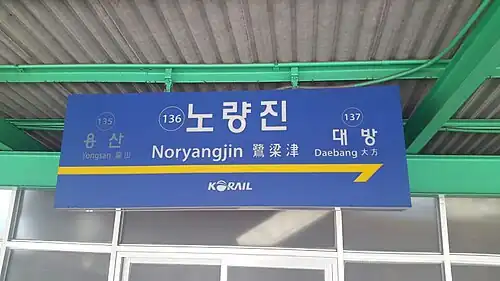 135
용산
Yongsan 龍山
136
노량진
Noryangjin 鷺梁津
137
대방
Daebang 大方
KORAIL